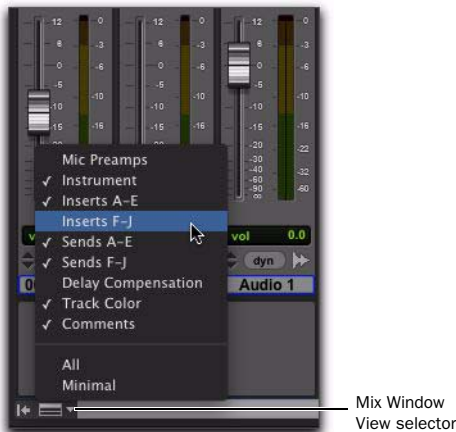 12 0 12 0 12 0
6 -3 6 -3 6 -3
0 -6 0 -6 0 -6
-5 -5 -5
-10 -10 -10 -10 -10 -10
-15 -16 -15 -16 -15 -16
-20 -22
-30
-40 -32
-60
-90 -60
∞
Mic Preamps
✓ Instrument
✓ Inserts A-E
Inserts F-J
✓ Sends A-E
✓ Sends F-J
Delay Compensation
✓ Track Color
✓ Comments
All
Minimal
vol 0.0
dyn
Audio 1
Mix Window
View selector